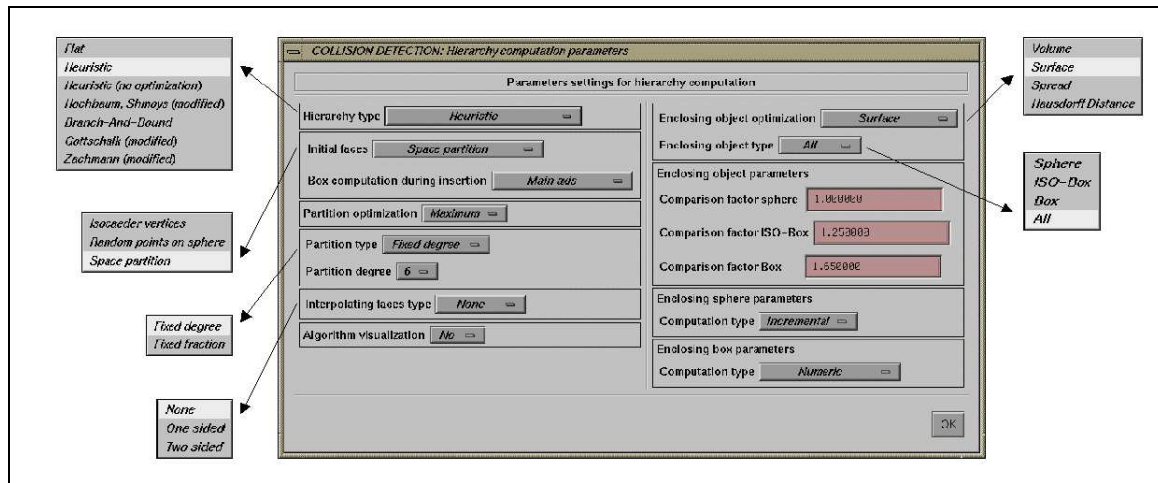 Flat
Heuristic
Heuristic (no optimization)
Hochbaum, Shmoys (modified)
Branch-And-Bound
Gottschalk (modified)
Zachmann (modified)
Isocaeder vertices
Random points on sphere
Space partition
Fixed degree
Fixed fraction
None
One sided
Two sided
COLLISION DETECTION: Hierarchy computation parameters
Parameters settings for hierarchy computation
Hierarchy type Heuristic
Initial faces Space partition
Box computation during insertion Main axis
Partition optimization Maximum
Partition type Fixed degree
Partition degree 6
Interpolating faces type None
Algorithm visualization No
Enclosing object optimization Surface
Enclosing object type All
Enclosing object parameters
Comparison factor sphere 1.000000
Comparison factor ISO-Box 1.250000
Comparison factor Box 1.650000
Enclosing sphere parameters
Computation type Incremental
Enclosing box parameters
Computation type Numeric
OK
Volume
Surface
Spread
Hausdorff Distance
Sphere
ISO-Box
Box
All